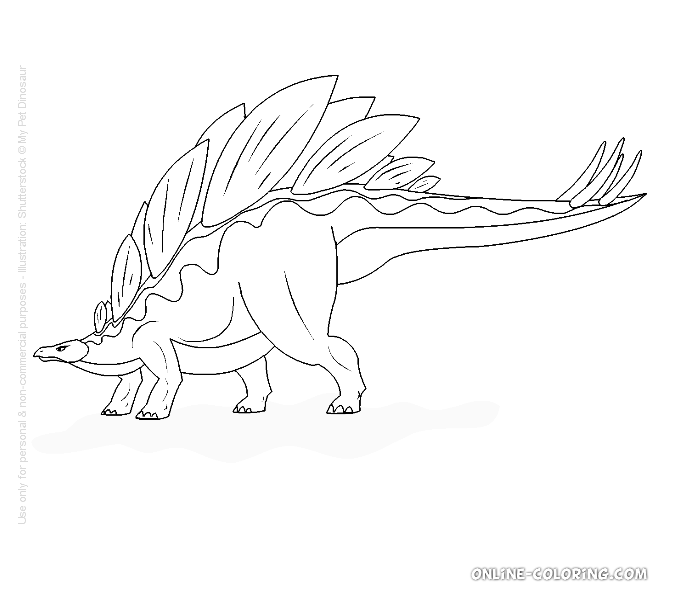 Use only for personal & non-commercial purposes - Illustration: Shutterstock © My Pet Dinosaur
ONLINE-COLORING.COM